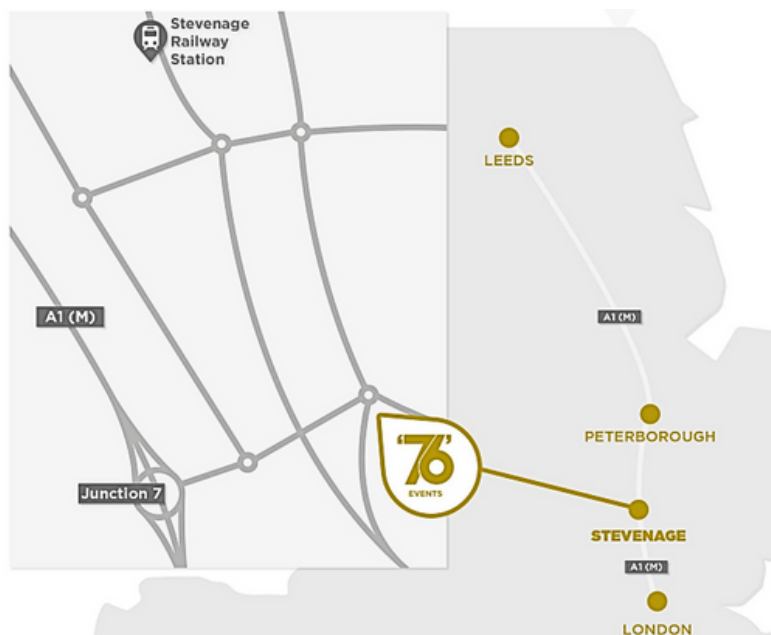 Stevenage
Railway
Station
A1 (M)
Junction 7
'76'
EVENTS
LEEDS
A1 (M)
PETERBOROUGH
STEVENAGE
A1 (M)
LONDON